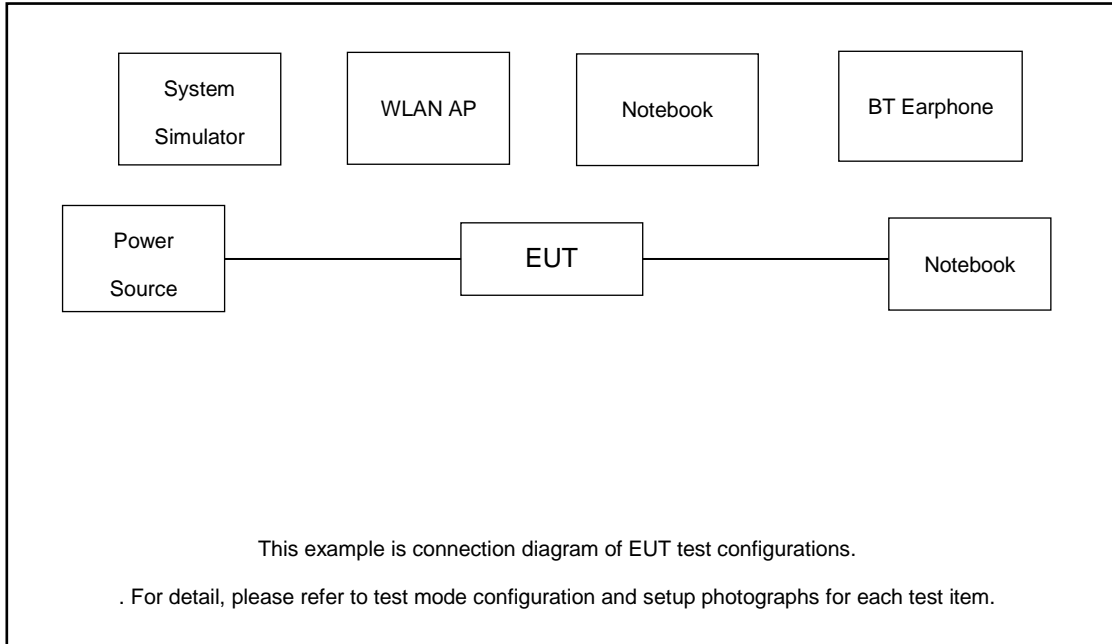 System
Simulator
WLAN AP
Notebook
BT Earphone
Power
Source
EUT
Notebook
This example is connection diagram of EUT test configurations.
. For detail, please refer to test mode configuration and setup photographs for each test item.